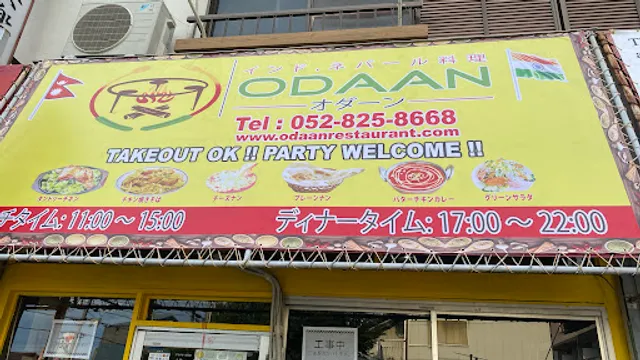 インド.ネパール料理
ODAAN
オダーン
Tel : 052-825-8668
www.odaanrestaurant.com
TAKEOUT OK !! PARTY WELCOME !!
チーズナン プレーンナン バターチキンカレー グリーンサラダ
チタイム: 11:00～15:00 ディナータイム: 17:00～22:00
工事中